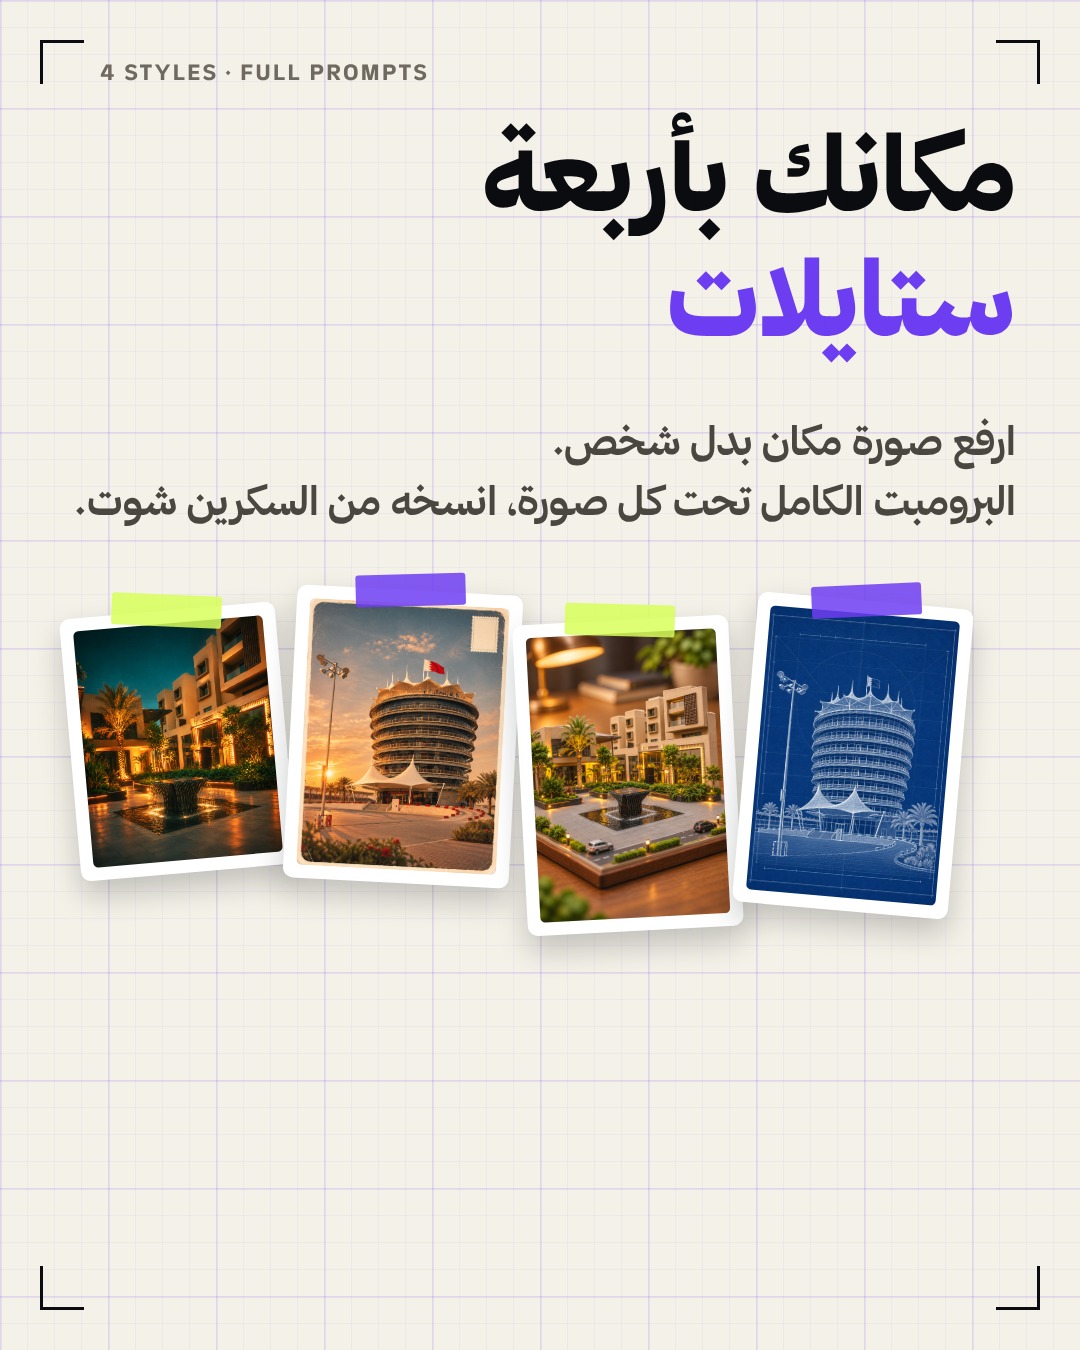 4 STYLES · FULL PROMPTS
مكانك بأربعة
ستايلات
ارفع صورة مكان بدل شخص.
البرومبت الكامل تحت كل صورة، انسخه من السكرين شوت.